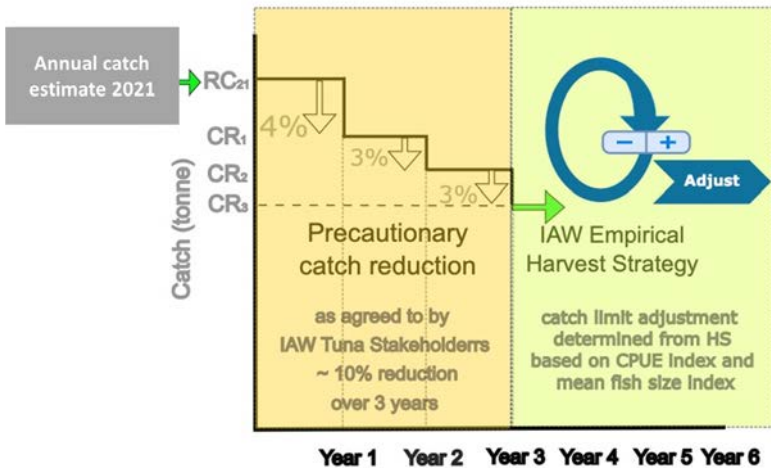 Annual catch
estimate 2021
Catch (tonne)
RC21
CR1
CR2
CR3
4%
3%
3%
Precautionary
catch reduction
as agreed to by
IAW Tuna Stakeholderrs
~ 10% reduction
over 3 years
− +
Adjust
IAW Empirical
Harvest Strategy
catch limit adjustment
determined from HS
based on CPUE index and
mean fish size index
Year 1 Year 2 Year 3 Year 4 Year 5 Year 6